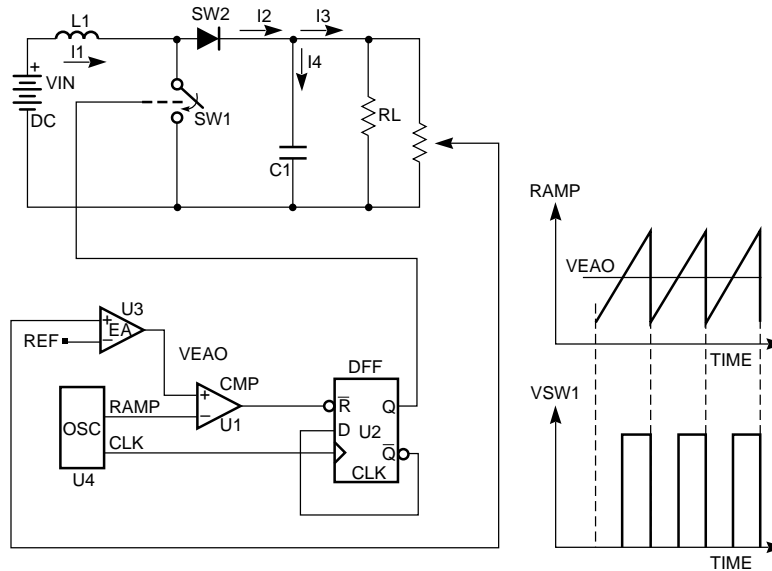 L1
SW2
I2
I3
I1
+
VIN
DC
I4
SW1
RL
C1
RAMP
VEAO
TIME
U3
+
EA
−
REF
VEAO
DFF
CMP
+
−
U1
R
Q
D
U2
Q
CLK
OSC
RAMP
CLK
U4
VSW1
TIME